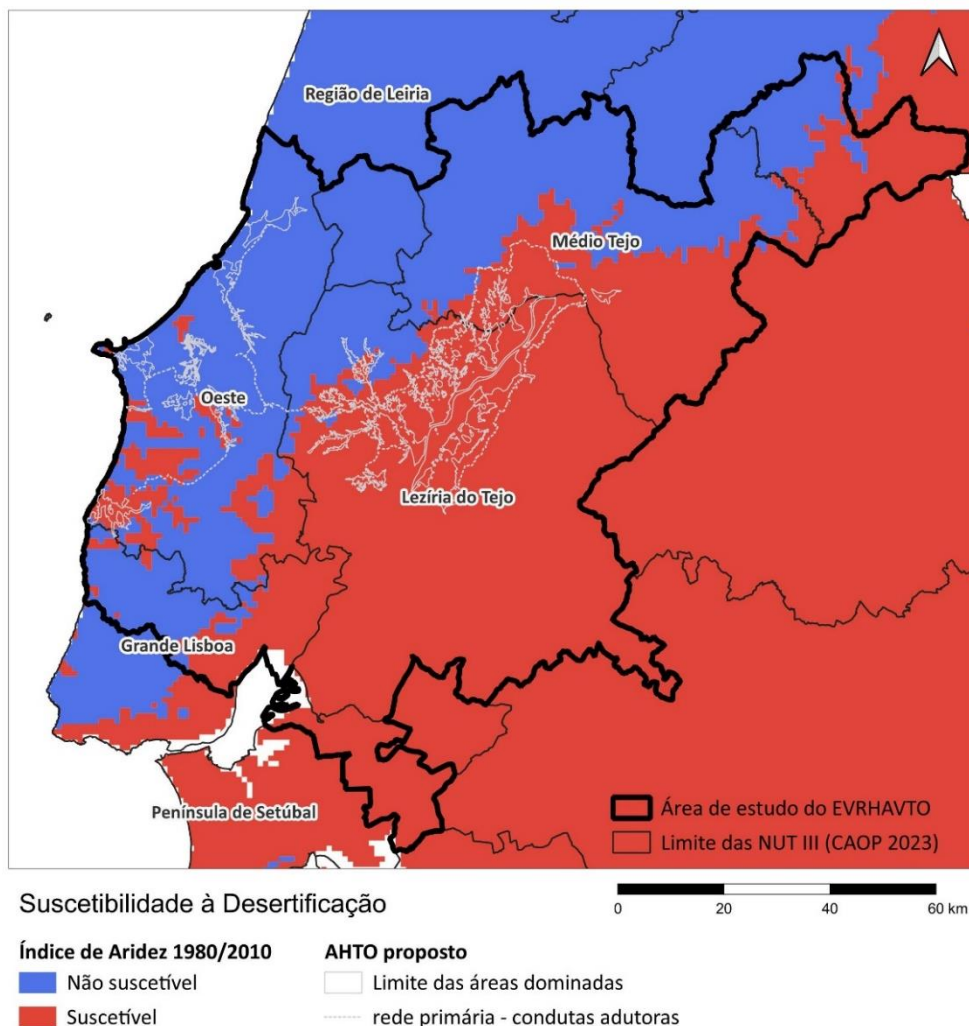 Região de Leiria
Médio Tejo
Oeste
Lezíria do Tejo
Grande Lisboa
Península de Setúbal
Área de estudo do EVRHAVTO
Limite das NUT III (CAOP 2023)
Suscetibilidade à Desertificação
0 20 40 60 km
Índice de Aridez 1980/2010
Não suscetível
Suscetível
AHTO proposto
Limite das áreas dominadas
rede primária - condutas adutoras